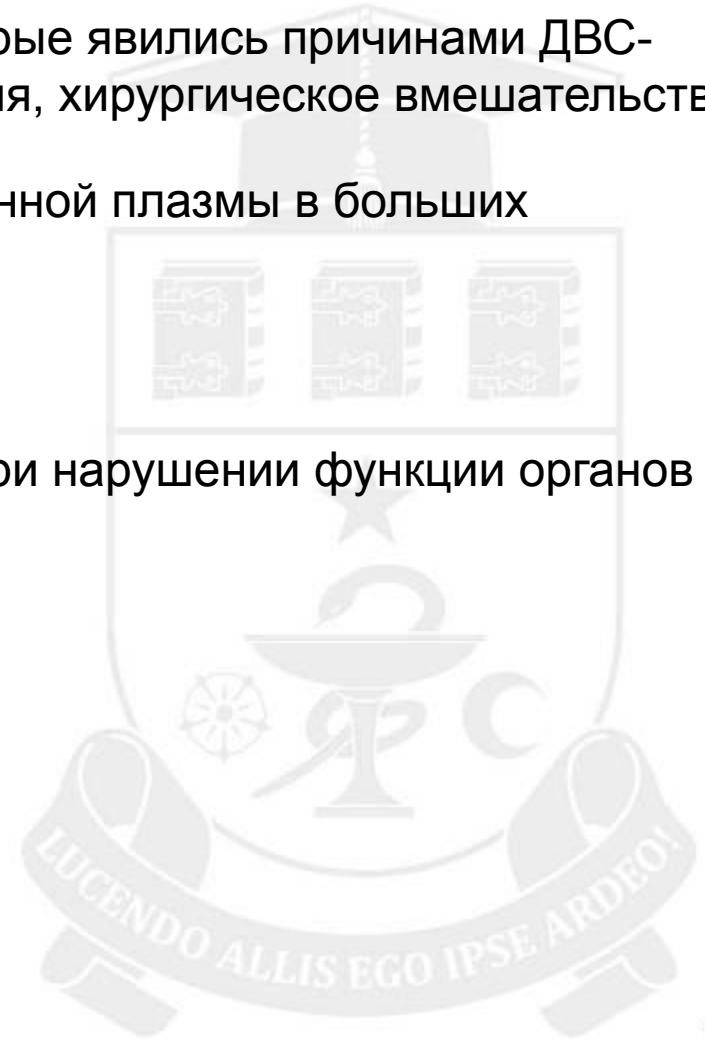 рые явились причинами ДВС-
ия, хирургическое вмешательств
нной плазмы в больших
ри нарушении функции органов
LUCENDO ALLIS EGO IPSE ARDEO!